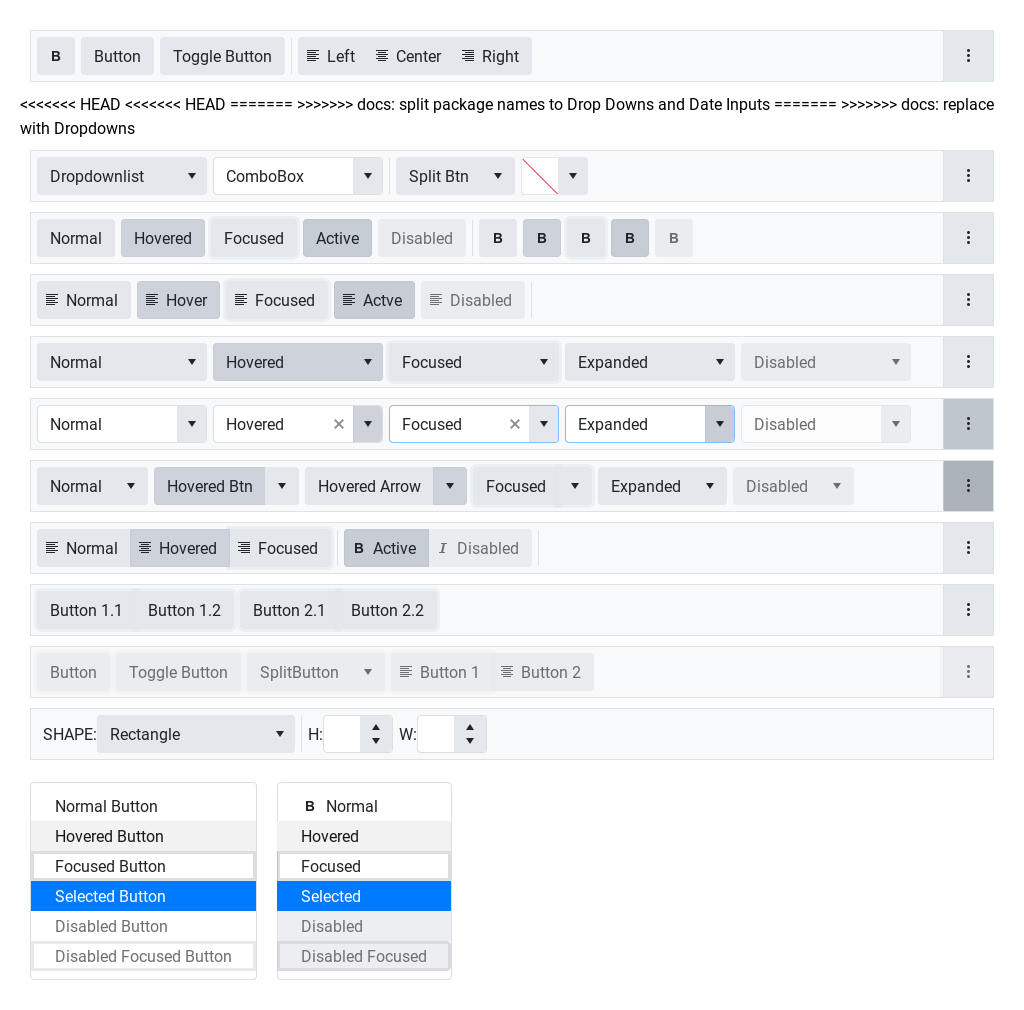 B Button Toggle Button Left Center Right
<<<<<<< HEAD <<<<<<< HEAD ======= >>>>>>> docs: split package names to Drop Downs and Date Inputs ======= >>>>>>> docs: replace
with Dropdowns
Dropdownlist ComboBox Split Btn
Normal Hovered Focused Active Disabled B B B B B
Normal Hover Focused Actve Disabled
Normal Hovered Focused Expanded Disabled
Normal Hovered Focused Expanded Disabled
Normal Hovered Btn Hovered Arrow Focused Expanded Disabled
Normal Hovered Focused B Active I Disabled
Button 1.1 Button 1.2 Button 2.1 Button 2.2
Button Toggle Button SplitButton Button 1 Button 2
SHAPE: Rectangle H: W:
Normal Button
Hovered Button
Focused Button
Selected Button
Disabled Button
Disabled Focused Button
B Normal
Hovered
Focused
Selected
Disabled
Disabled Focused